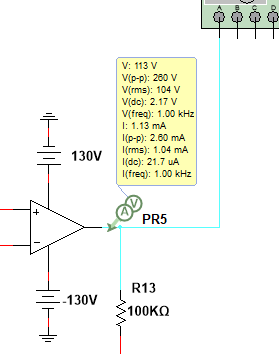 A B C D
V: 113 V
V(p-p): 260 V
V(rms): 104 V
V(dc): 2.17 V
V(freq): 1.00 kHz
I: 1.13 mA
I(p-p): 2.60 mA
I(rms): 1.04 mA
I(dc): 21.7 uA
I(freq): 1.00 kHz
130V
A V
PR5
+
−
-130V
R13
100KΩ